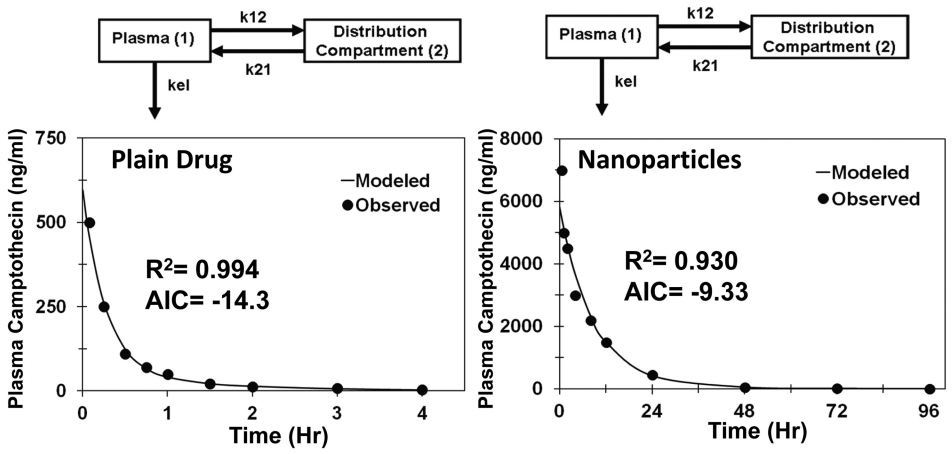 k12
Plasma (1)
Distribution
Compartment (2)
k21
kel
Plasma Camptothecin (ng/ml)
750
500
250
0
Plain Drug
Modeled
Observed
R²= 0.994
AIC= -14.3
0 1 2 3 4
Time (Hr)
k12
Plasma (1)
Distribution
Compartment (2)
k21
kel
Plasma Camptothecin (ng/ml)
8000
6000
4000
2000
0
Nanoparticles
Modeled
Observed
R²= 0.930
AIC= -9.33
0 24 48 72 96
Time (Hr)